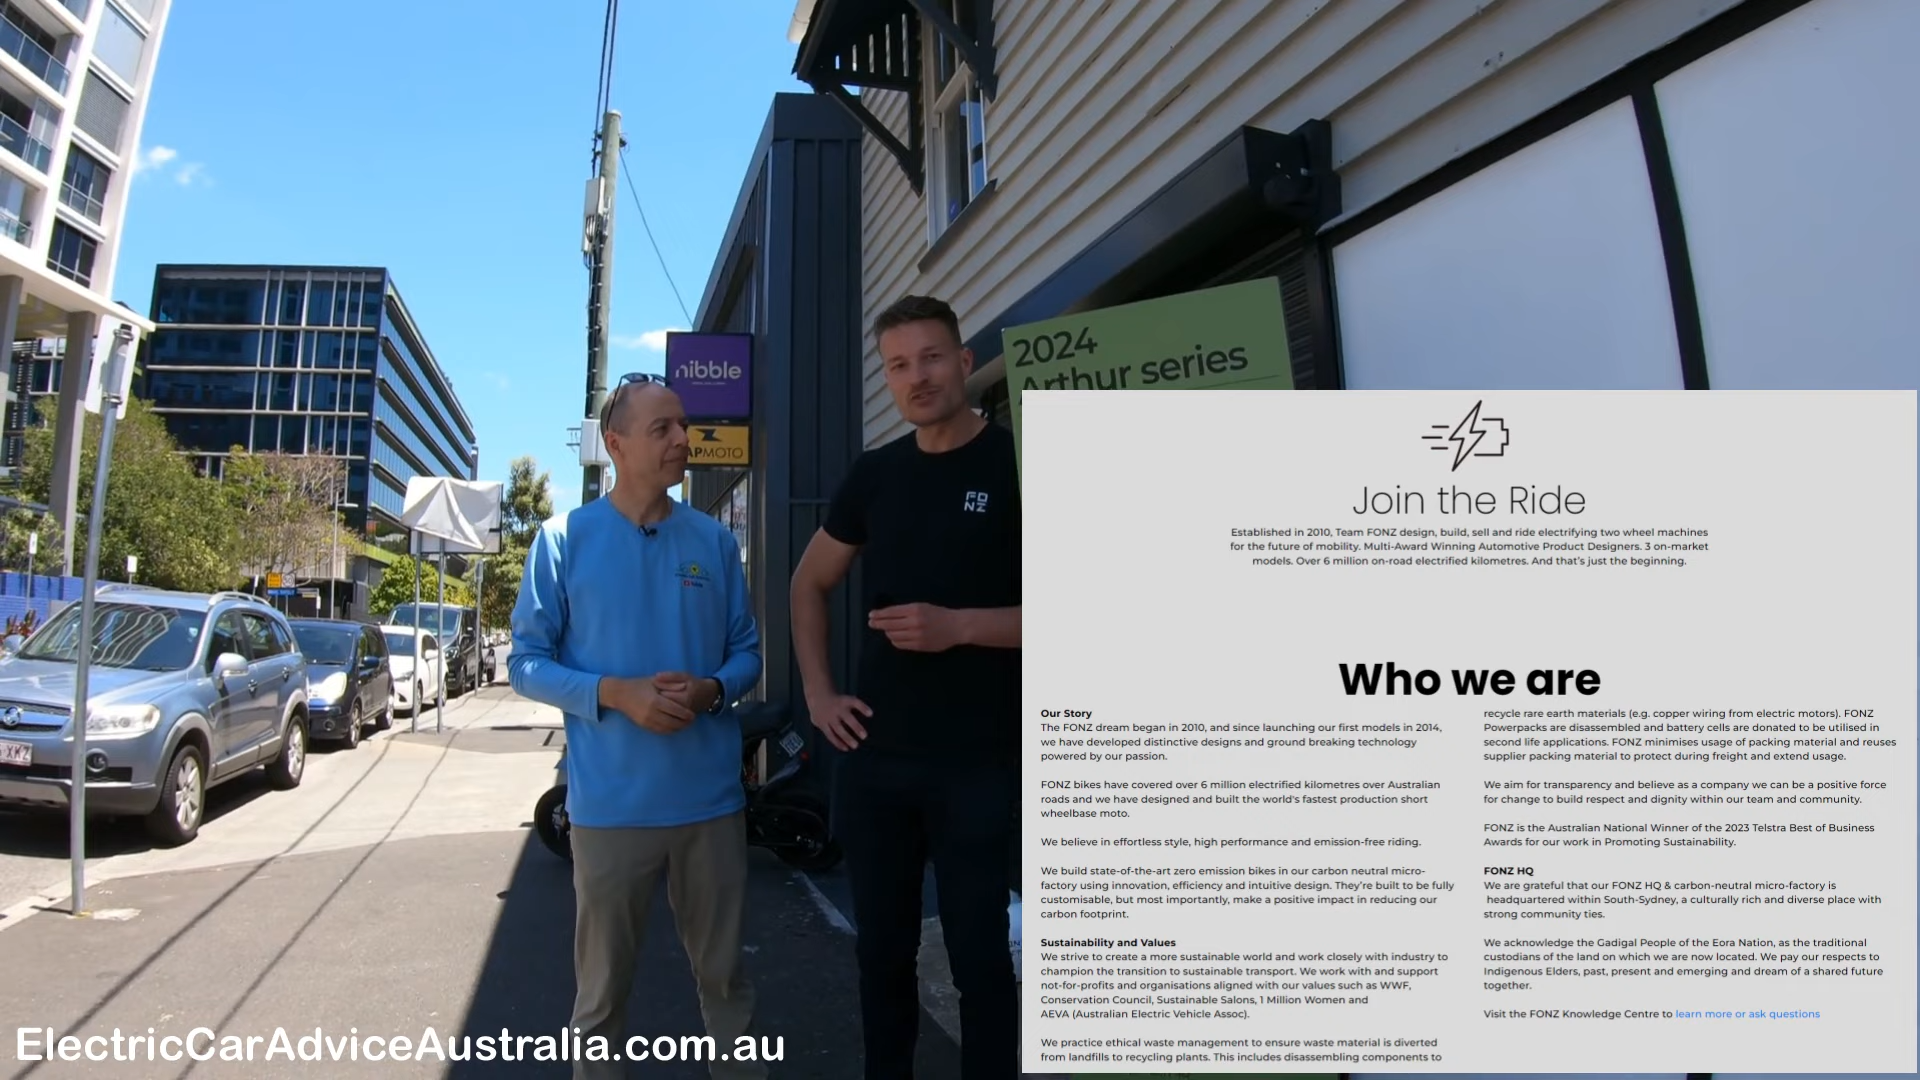 nibble
APMOTO
FO
NZ
2024
Arthur series
Join the Ride
Established in 2010, Team FONZ design, build, sell and ride electrifying two wheel machines
for the future of mobility. Multi-Award Winning Automotive Product Designers. 3 on-market
models. Over 6 million on-road electrified kilometres. And that's just the beginning.
Who we are
Our Story
The FONZ dream began in 2010, and since launching our first models in 2014,
we have developed distinctive designs and ground breaking technology
powered by our passion.
FONZ bikes have covered over 6 million electrified kilometres over Australian
roads and we have designed and built the world's fastest production short
wheelbase moto.
We believe in effortless style, high performance and emission-free riding.
We build state-of-the-art zero emission bikes in our carbon neutral micro-
factory using innovation, efficiency and intuitive design. They're built to be fully
customisable, but most importantly, make a positive impact in reducing our
carbon footprint.
Sustainability and Values
We strive to create a more sustainable world and work closely with industry to
champion the transition to sustainable transport. We work with and support
not-for-profits and organisations aligned with our values such as WWF,
Conservation Council, Sustainable Salons, 1 Million Women and
AEVA (Australian Electric Vehicle Assoc).
We practice ethical waste management to ensure waste material is diverted
from landfills to recycling plants. This includes disassembling components to
recycle rare earth materials (e.g. copper wiring from electric motors). FONZ
Powerpacks are disassembled and battery cells are donated to be utilised in
second life applications. FONZ minimises usage of packing material and reuses
supplier packing material to protect during freight and extend usage.
We aim for transparency and believe as a company we can be a positive force
for change to build respect and dignity within our team and community.
FONZ is the Australian National Winner of the 2023 Telstra Best of Business
Awards for our work in Promoting Sustainability.
FONZ HQ
We are grateful that our FONZ HQ & carbon-neutral micro-factory is
headquartered within South-Sydney, a culturally rich and diverse place with
strong community ties.
We acknowledge the Gadigal People of the Eora Nation, as the traditional
custodians of the land on which we are now located. We pay our respects to
Indigenous Elders, past, present and emerging and dream of a shared future
together.
Visit the FONZ Knowledge Centre to learn more or ask questions
ElectricCarAdviceAustralia.com.au